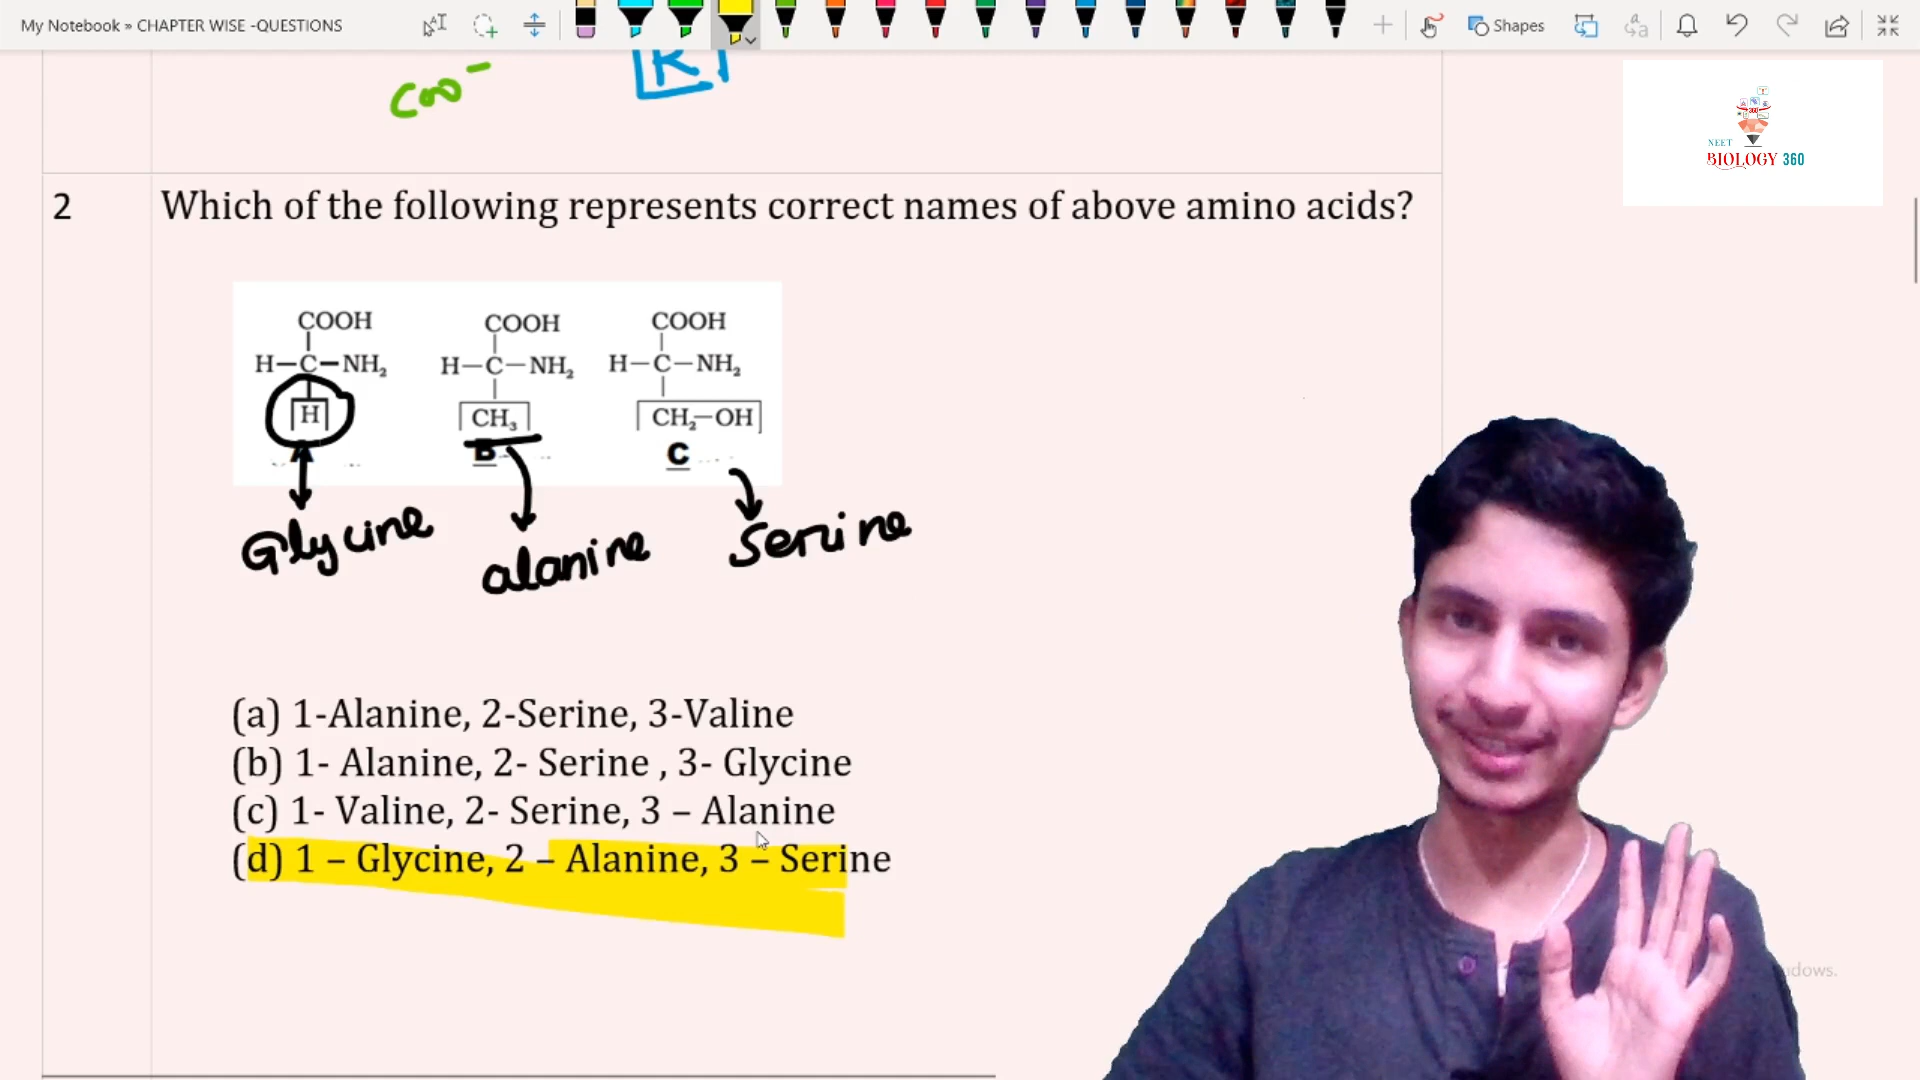 My Notebook » CHAPTER WISE -QUESTIONS
Shapes
COO⁻
R
NEET
BIOLOGY 360
2
Which of the following represents correct names of above amino acids?
COOH COOH COOH
H—C—NH₂ H—C—NH₂ H—C—NH₂
H CH₃ CH₂—OH
A B C
Glycine alanine Serine
(a) 1-Alanine, 2-Serine, 3-Valine
(b) 1- Alanine, 2- Serine , 3- Glycine
(c) 1- Valine, 2- Serine, 3 – Alanine
(d) 1 – Glycine, 2 – Alanine, 3 – Serine